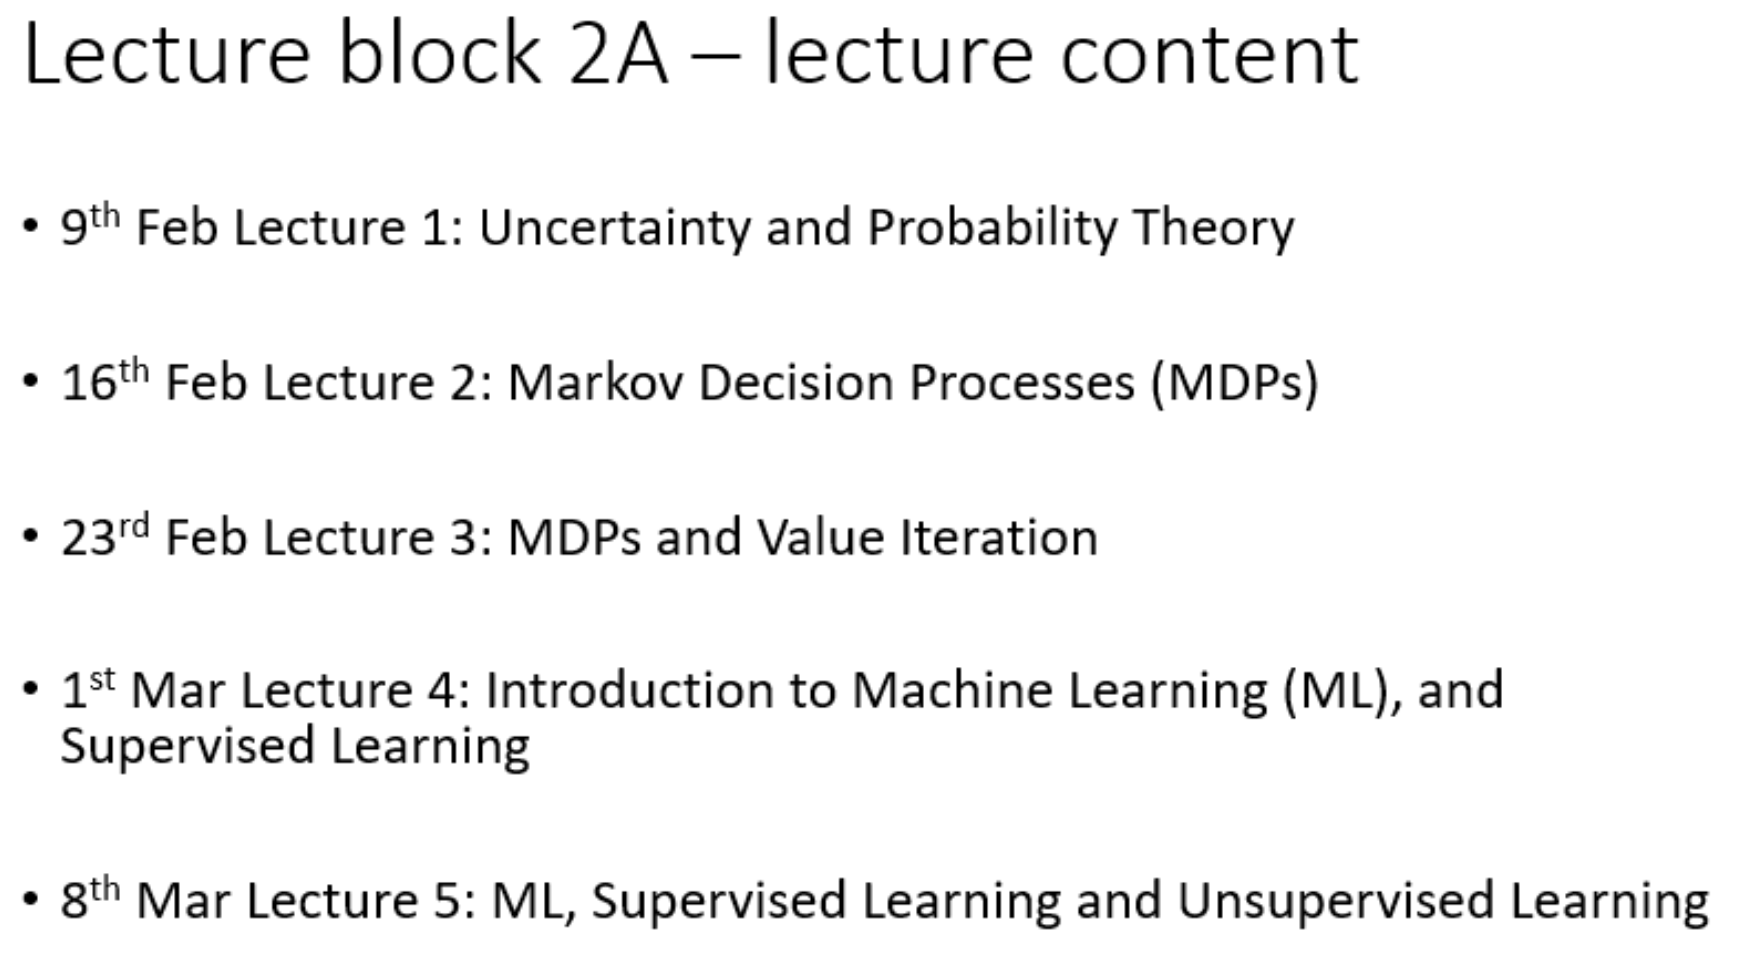 Lecture block 2A – lecture content
• 9th Feb Lecture 1: Uncertainty and Probability Theory
• 16th Feb Lecture 2: Markov Decision Processes (MDPs)
• 23rd Feb Lecture 3: MDPs and Value Iteration
• 1st Mar Lecture 4: Introduction to Machine Learning (ML), and
Supervised Learning
• 8th Mar Lecture 5: ML, Supervised Learning and Unsupervised Learning